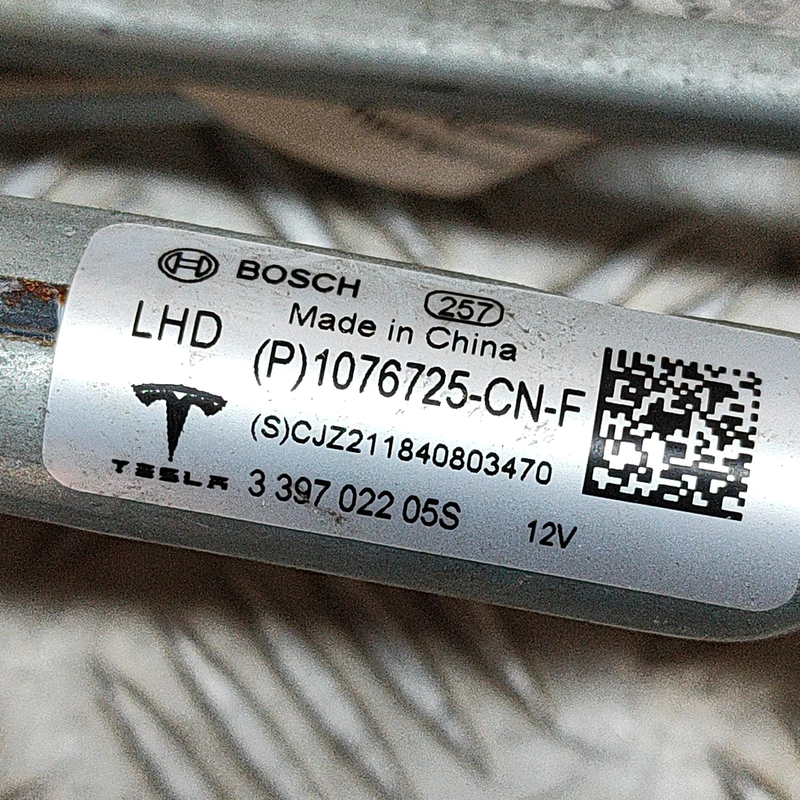 BOSCH
257
Made in China
LHD
(P)1076725-CN-F
(S)CJZ211840803470
TESLA
3 397 022 05S
12V